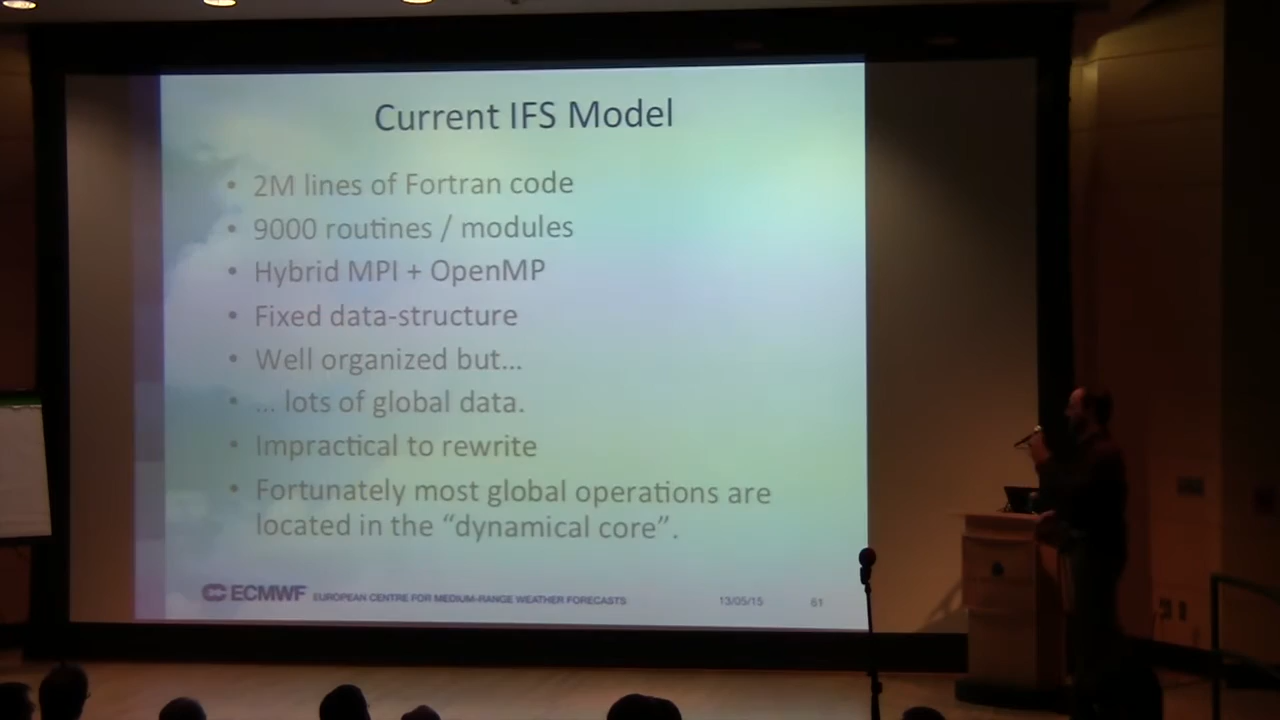 Current IFS Model
• 2M lines of Fortran code
• 9000 routines / modules
• Hybrid MPI + OpenMP
• Fixed data-structure
• Well organized but...
• ... lots of global data.
• Impractical to rewrite
• Fortunately most global operations are
located in the “dynamical core”.
ECMWF EUROPEAN CENTRE FOR MEDIUM-RANGE WEATHER FORECASTS 13/05/15 61